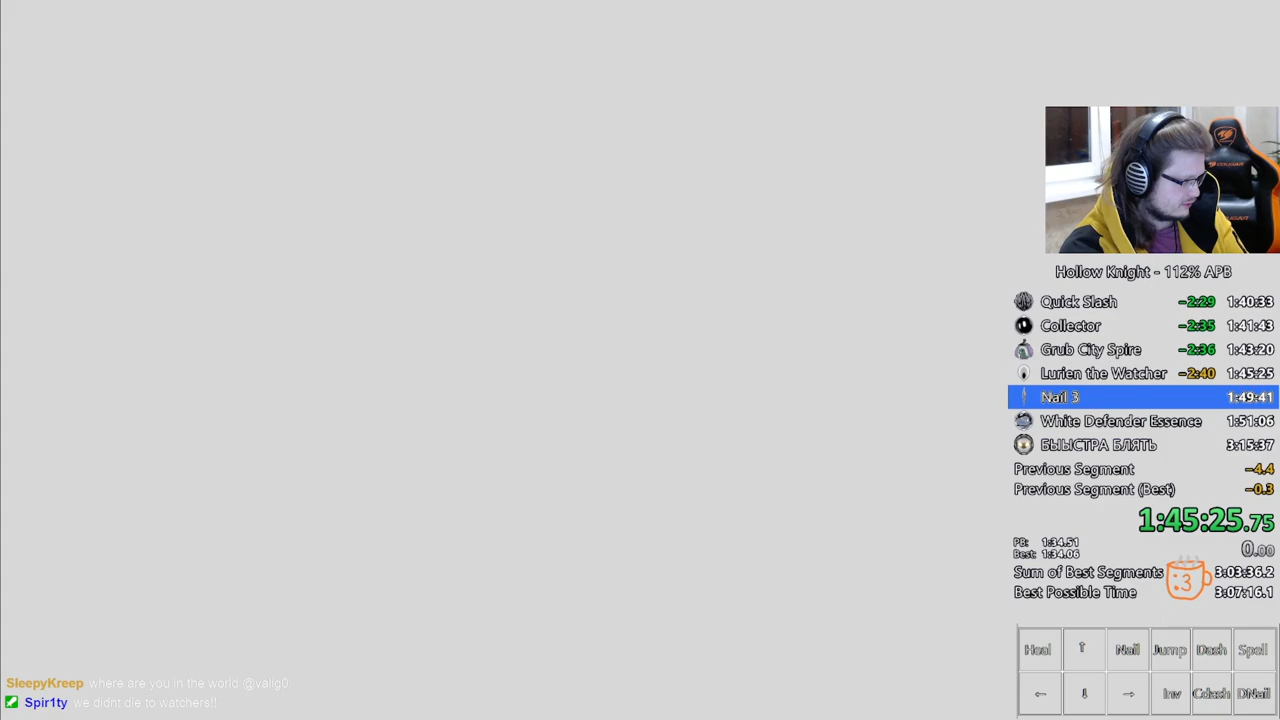 Hollow Knight - 112% APB
Quick Slash -2:29 1:40:33
Collector -2:35 1:41:43
Grub City Spire -2:36 1:43:20
Lurien the Watcher -2:40 1:45:25
Nail 3 1:49:41
White Defender Essence 1:51:06
БЫЫСТРА БЛЯТЬ 3:15:37
Previous Segment -4.4
Previous Segment (Best) -0.3
1:45:25.75
PB: 1:34.51 0.00
Best: 1:34.06
Sum of Best Segments 3:03:36.2
:3
Best Possible Time 3:07:16.1
Heal ↑ Nail Jump Dash Spell
← ↓ → Inv Cdash DNail
SleepyKreep where are you in the world @valig0
Spir1ty we didnt die to watchers!!